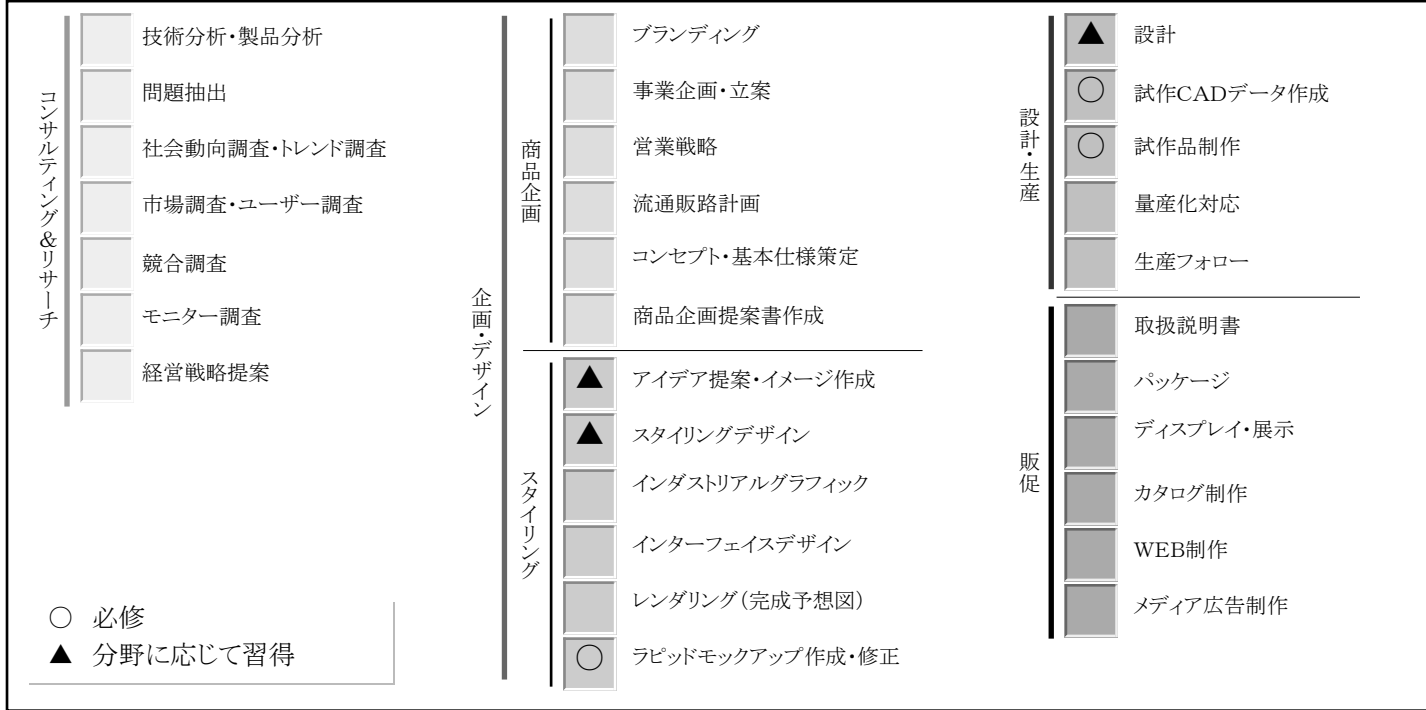 コンサルティング&リサーチ
技術分析・製品分析
問題抽出
社会動向調査・トレンド調査
市場調査・ユーザー調査
競合調査
モニター調査
経営戦略提案
企画・デザイン
商品企画
ブランディング
事業企画・立案
営業戦略
流通販路計画
コンセプト・基本仕様策定
商品企画提案書作成
スタイリング
▲ アイデア提案・イメージ作成
▲ スタイリングデザイン
インダストリアルグラフィック
インターフェイスデザイン
レンダリング(完成予想図)
○ ラピッドモックアップ作成・修正
設計・生産
▲ 設計
○ 試作CADデータ作成
○ 試作品制作
量産化対応
生産フォロー
販促
取扱説明書
パッケージ
ディスプレイ・展示
カタログ制作
WEB制作
メディア広告制作
○ 必修
▲ 分野に応じて習得